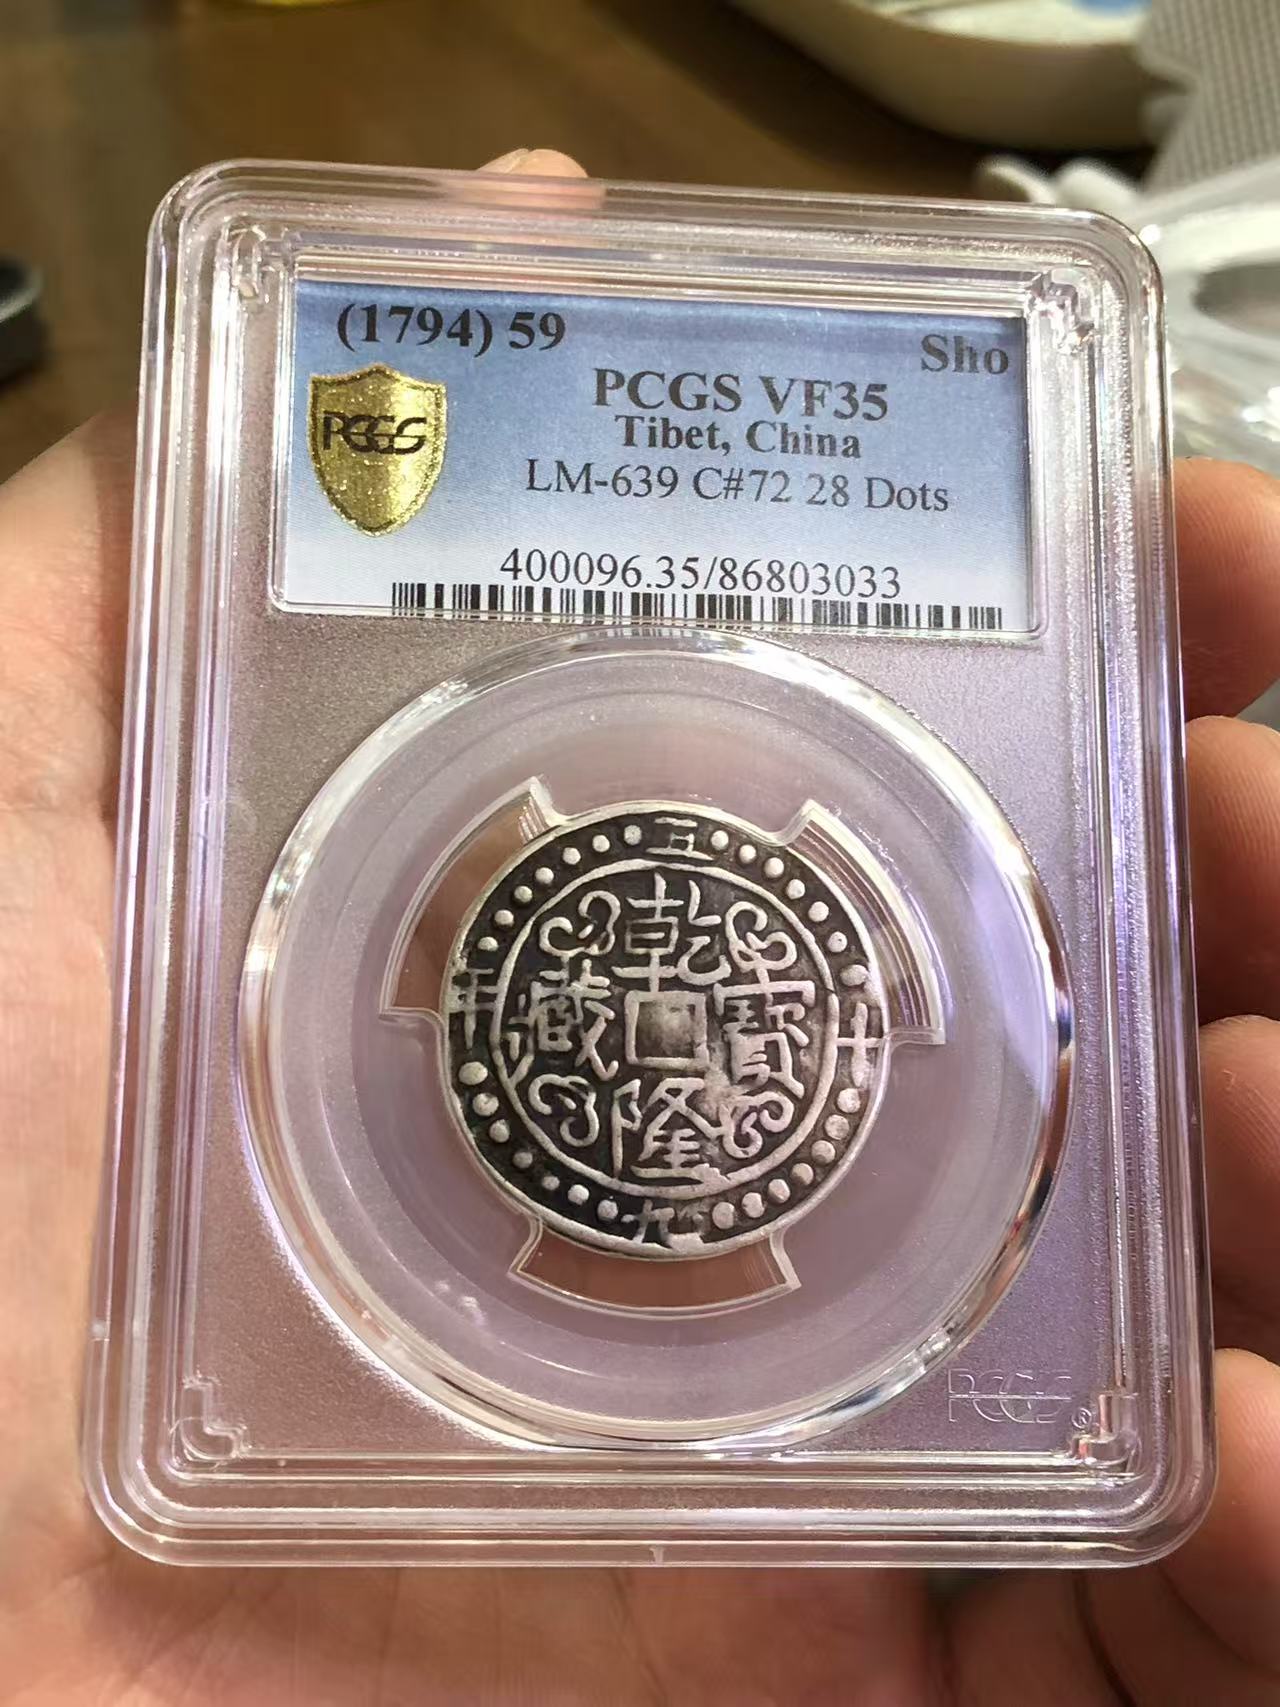 (1794) 59
Sho
PCGS VF35
Tibet, China
LM-639 C#72 28 Dots
400096.35/86803033
PCGS
五
十
九
年
乾
隆
寶
藏
PCGS®